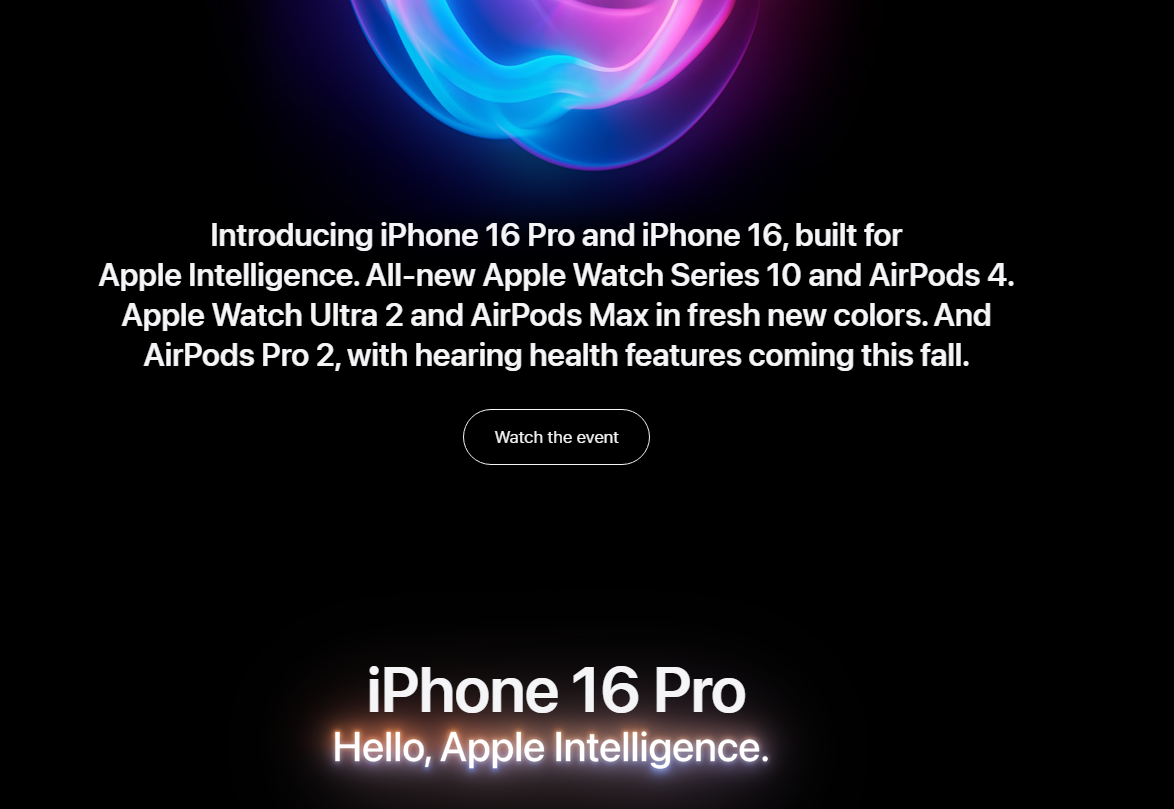 Introducing iPhone 16 Pro and iPhone 16, built for
Apple Intelligence. All-new Apple Watch Series 10 and AirPods 4.
Apple Watch Ultra 2 and AirPods Max in fresh new colors. And
AirPods Pro 2, with hearing health features coming this fall.
Watch the event
iPhone 16 Pro
Hello, Apple Intelligence.